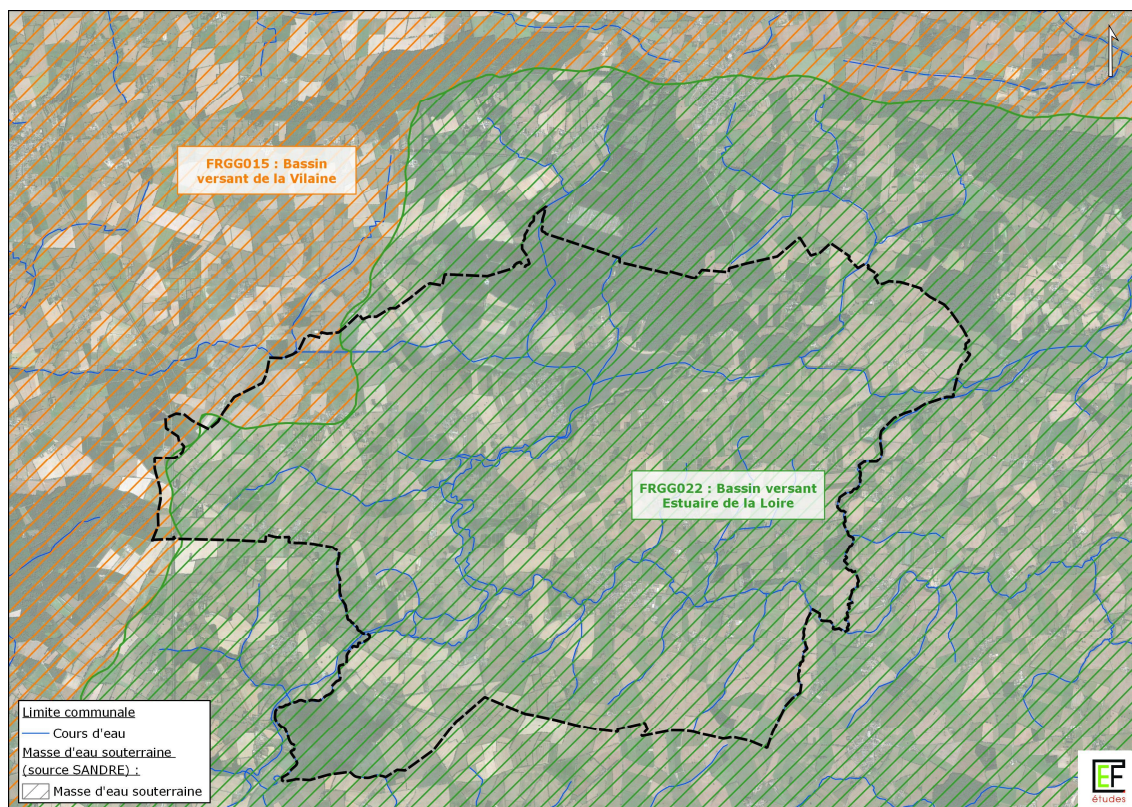 FRGG015 : Bassin
versant de la Vilaine
FRGG022 : Bassin versant
Estuaire de la Loire
Limite communale
Cours d'eau
Masse d'eau souterraine
(source SANDRE) :
Masse d'eau souterraine
EF
études